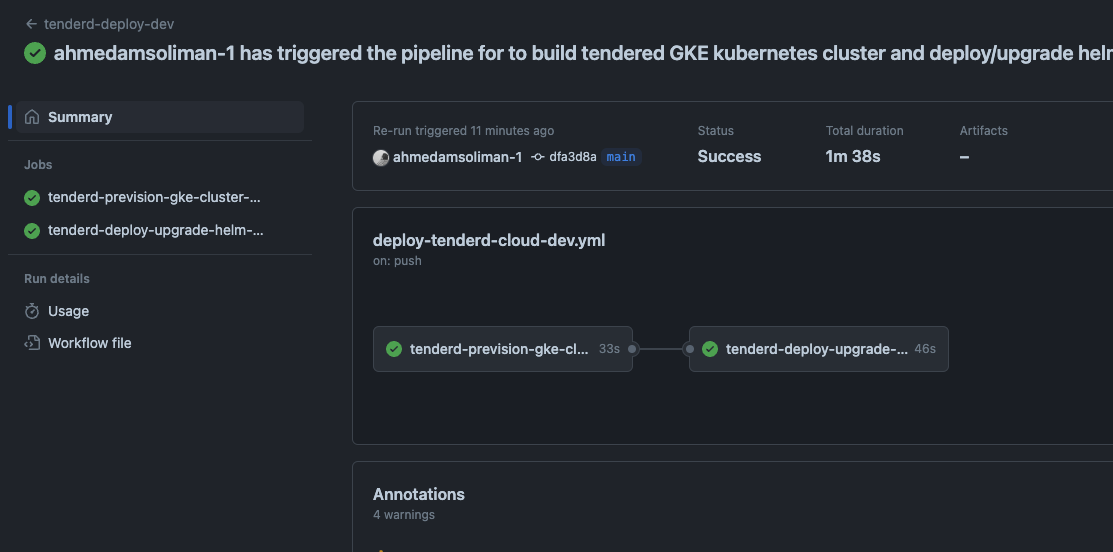 tenderd-deploy-dev
ahmedamsoliman-1 has triggered the pipeline for to build tendered GKE kubernetes cluster and deploy/upgrade helm
Summary
Jobs
tenderd-prevision-gke-cluster-...
tenderd-deploy-upgrade-helm-...
Run details
Usage
Workflow file
Re-run triggered 11 minutes ago
ahmedamsoliman-1 dfa3d8a main
Status
Success
Total duration
1m 38s
Artifacts
–
deploy-tenderd-cloud-dev.yml
on: push
tenderd-prevision-gke-cl... 33s
tenderd-deploy-upgrade-... 46s
Annotations
4 warnings